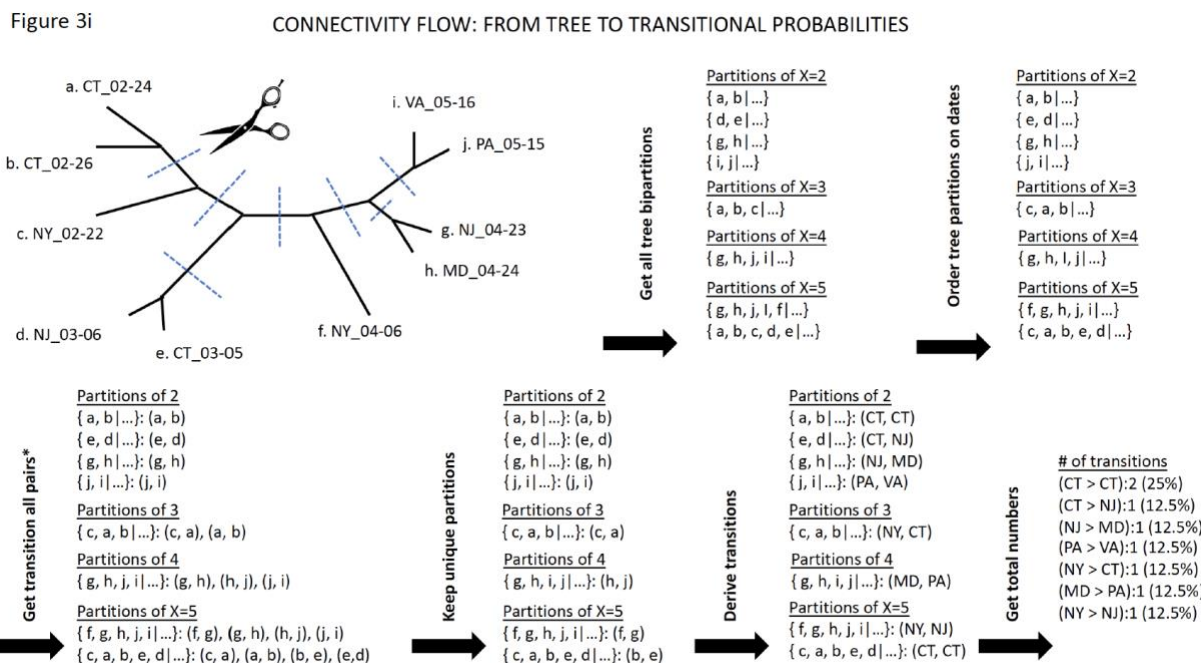 Figure 3i
CONNECTIVITY FLOW: FROM TREE TO TRANSITIONAL PROBABILITIES
a. CT_02-24
b. CT_02-26
c. NY_02-22
d. NJ_03-06
e. CT_03-05
f. NY_04-06
i. VA_05-16
j. PA_05-15
g. NJ_04-23
h. MD_04-24
Get all tree bipartitions
Partitions of X=2
{ a, b|...}
{ d, e|...}
{ g, h|...}
{ i, j|...}
Partitions of X=3
{ a, b, c|...}
Partitions of X=4
{ g, h, j, i|...}
Partitions of X=5
{ g, h, j, I, f|...}
{ a, b, c, d, e|...}
Order tree partitions on dates
Partitions of X=2
{ a, b|...}
{ e, d|...}
{ g, h|...}
{ j, i|...}
Partitions of X=3
{ c, a, b|...}
Partitions of X=4
{ g, h, I, j|...}
Partitions of X=5
{ f, g, h, j, i|...}
{ c, a, b, e, d|...}
Get transition all pairs*
Partitions of 2
{ a, b|...}: (a, b)
{ e, d|...}: (e, d)
{ g, h|...}: (g, h)
{ j, i|...}: (j, i)
Partitions of 3
{ c, a, b|...}: (c, a), (a, b)
Partitions of 4
{ g, h, j, i|...}: (g, h), (h, j), (j, i)
Partitions of X=5
{ f, g, h, j, i|...}: (f, g), (g, h), (h, j), (j, i)
{ c, a, b, e, d|...}: (c, a), (a, b), (b, e), (e,d)
Keep unique partitions
Partitions of 2
{ a, b|...}: (a, b)
{ e, d|...}: (e, d)
{ g, h|...}: (g, h)
{ j, i|...}: (j, i)
Partitions of 3
{ c, a, b|...}: (c, a)
Partitions of 4
{ g, h, i, j|...}: (h, j)
Partitions of X=5
{ f, g, h, j, i|...}: (f, g)
{ c, a, b, e, d|...}: (b, e)
Derive transitions
Partitions of 2
{ a, b|...}: (CT, CT)
{ e, d|...}: (CT, NJ)
{ g, h|...}: (NJ, MD)
{ j, i|...}: (PA, VA)
Partitions of 3
{ c, a, b|...}: (NY, CT)
Partitions of 4
{ g, h, i, j|...}: (MD, PA)
Partitions of X=5
{ f, g, h, j, i|...}: (NY, NJ)
{ c, a, b, e, d|...}: (CT, CT)
Get total numbers
# of transitions
(CT > CT):2 (25%)
(CT > NJ):1 (12.5%)
(NJ > MD):1 (12.5%)
(PA > VA):1 (12.5%)
(NY > CT):1 (12.5%)
(MD > PA):1 (12.5%)
(NY > NJ):1 (12.5%)